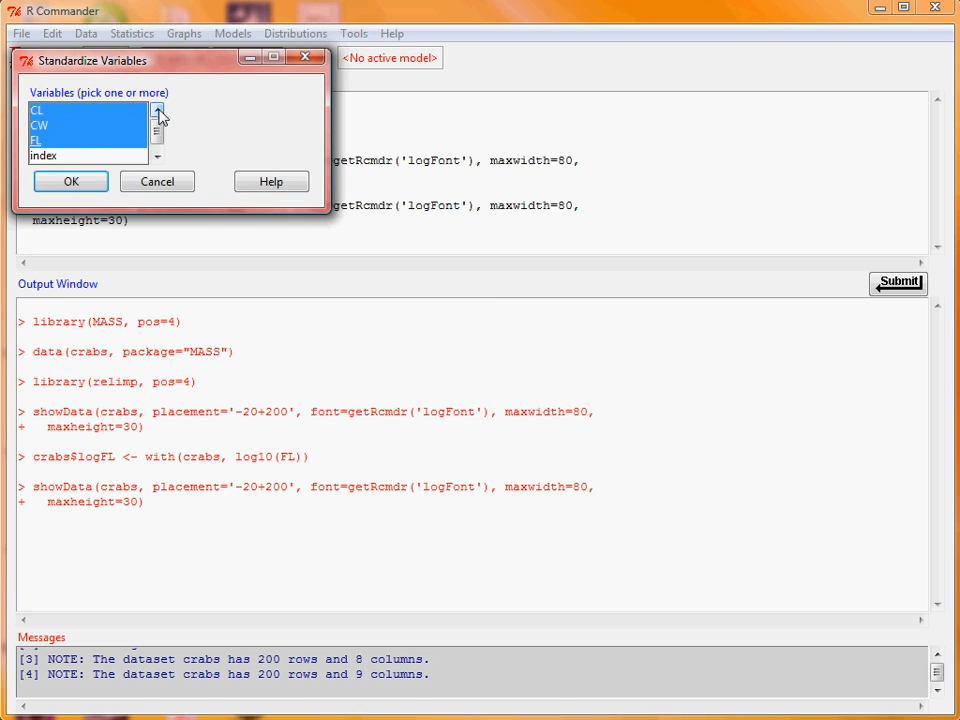 R Commander
File Edit Data Statistics Graphs Models Distributions Tools Help
Standardize Variables
<No active model>
Variables (pick one or more)
CL
CW
FL
index
OK Cancel Help
getRcmdr('logFont'), maxwidth=80,
getRcmdr('logFont'), maxwidth=80,
maxheight=30)
Output Window
Submit
> library(MASS, pos=4)
> data(crabs, package="MASS")
> library(relimp, pos=4)
> showData(crabs, placement='-20+200', font=getRcmdr('logFont'), maxwidth=80,
+   maxheight=30)
> crabs$logFL <- with(crabs, log10(FL))
> showData(crabs, placement='-20+200', font=getRcmdr('logFont'), maxwidth=80,
+   maxheight=30)
Messages
[3] NOTE: The dataset crabs has 200 rows and 8 columns.
[4] NOTE: The dataset crabs has 200 rows and 9 columns.